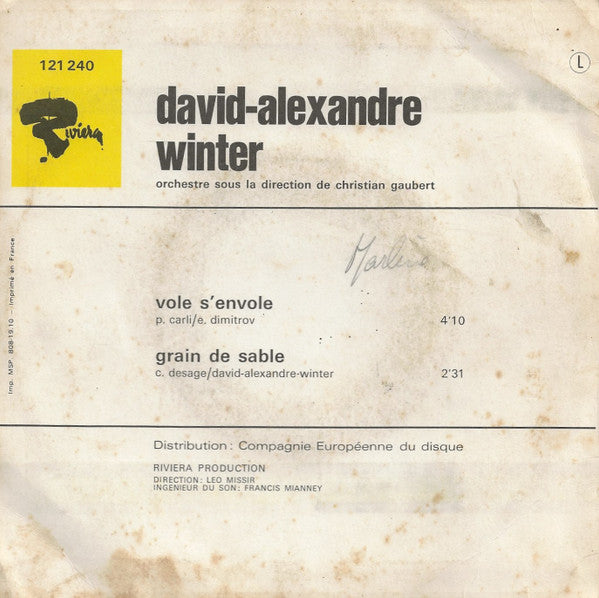 121 240
Riviera
L
david-alexandre
winter
orchestre sous la direction de christian gaubert
Imp. MSP. 808-19.10 — Imprimé en France
vole s'envole
p. carli/e. dimitrov 4'10
grain de sable
c. desage/david-alexandre-winter 2'31
Distribution: Compagnie Européenne du disque
RIVIERA PRODUCTION
DIRECTION: LEO MISSIR
INGENIEUR DU SON: FRANCIS MIANNEY